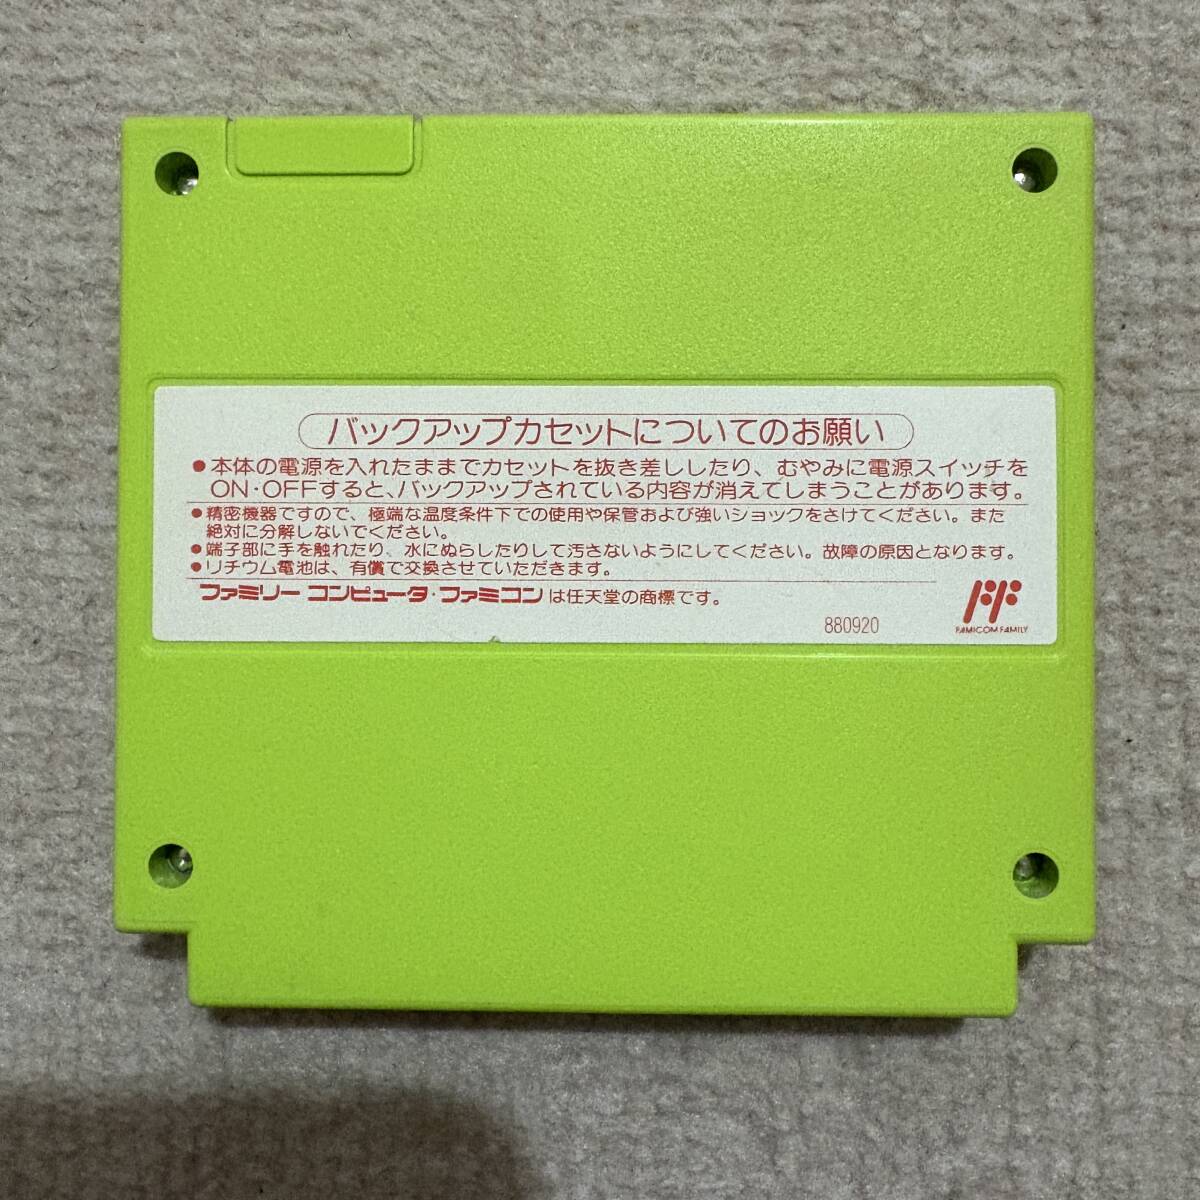 バックアップカセットについてのお願い
●本体の電源を入れたままでカセットを抜き差ししたり、むやみに電源スイッチを
ON・OFFすると、バックアップされている内容が消えてしまうことがあります。
●精密機器ですので、極端な温度条件下での使用や保管および強いショックをさけてください。また
絶対に分解しないでください。
●端子部に手を触れたり、水にぬらしたりして汚さないようにしてください。故障の原因となります。
●リチウム電池は、有償で交換させていただきます。
ファミリーコンピュータ・ファミコンは任天堂の商標です。
880920
FAMICOM FAMILY